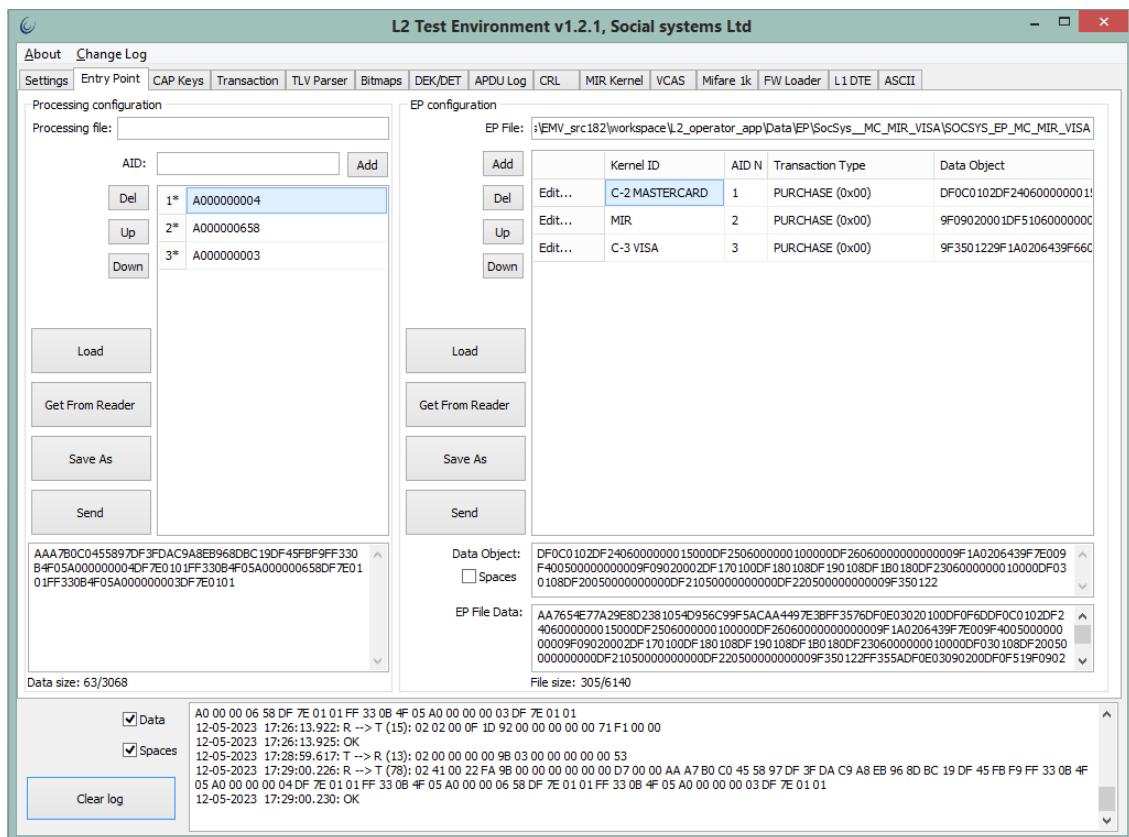 L2 Test Environment v1.2.1, Social systems Ltd
About Change Log
Settings Entry Point CAP Keys Transaction TLV Parser Bitmaps DEK/DET APDU Log CRL MIR Kernel VCAS Mifare 1k FW Loader L1 DTE ASCII
Processing configuration
Processing file:
AID: Add
Del
Up
Down
1* A000000004
2* A000000658
3* A000000003
Load
Get From Reader
Save As
Send
AAA7B0C0455897DF3FDAC9A8EB968DBC19DF45FBF9FF330
B4F05A000000004DF7E0101FF330B4F05A000000658DF7E01
01FF330B4F05A000000003DF7E0101
Data size: 63/3068
EP configuration
EP File: s\EMV_src182\workspace\L2_operator_app\Data\EP\SocSys__MC_MIR_VISA\SOCSYS_EP_MC_MIR_VISA
Add
Del
Up
Down
Kernel ID AID N Transaction Type Data Object
Edit... C-2 MASTERCARD 1 PURCHASE (0x00) DF0C0102DF24060000000015
Edit... MIR 2 PURCHASE (0x00) 9F09020001DF51060000000
Edit... C-3 VISA 3 PURCHASE (0x00) 9F3501229F1A0206439F660
Load
Get From Reader
Save As
Send
Data Object:
Spaces
DF0C0102DF2406000000015000DF2506000000100000DF26060000000000009F1A0206439F7E009
F400500000000009F09020002DF170100DF180108DF190108DF1B0180DF2306000000010000DF03
0108DF20050000000000DF21050000000000DF220500000000009F350122
EP File Data:
AA7654E77A29E8D2381054D956C99F5ACAA4497E3BFF3576DF0E03020100DF0F6DDF0C0102DF2
406000000015000DF2506000000100000DF26060000000000009F1A0206439F7E009F4005000000
00009F09020002DF170100DF180108DF190108DF1B0180DF2306000000010000DF030108DF20050
000000000DF21050000000000DF220500000000009F350122FF355ADF0E03090200DF0F519F0902
File size: 305/6140
Data
Spaces
Clear log
A0 00 00 06 58 DF 7E 01 01 FF 33 0B 4F 05 A0 00 00 00 03 DF 7E 01 01
12-05-2023 17:26:13.922: R --> T (15): 02 02 00 0F 1D 92 00 00 00 00 00 71 F1 00 00
12-05-2023 17:26:13.925: OK
12-05-2023 17:28:59.617: T --> R (13): 02 00 00 00 00 9B 03 00 00 00 00 00 53
12-05-2023 17:29:00.226: R --> T (78): 02 41 00 22 FA 9B 00 00 00 00 00 00 D7 00 00 AA A7 B0 C0 45 58 97 DF 3F DA C9 A8 EB 96 8D BC 19 DF 45 FB F9 FF 33 0B 4F
05 A0 00 00 00 04 DF 7E 01 01 FF 33 0B 4F 05 A0 00 00 06 58 DF 7E 01 01 FF 33 0B 4F 05 A0 00 00 00 03 DF 7E 01 01
12-05-2023 17:29:00.230: OK